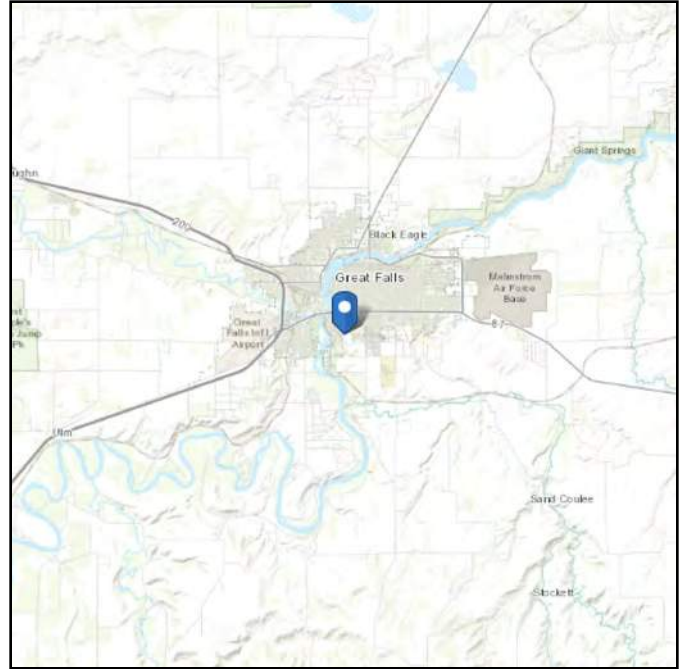 Giant Springs
ughn
200
Black Eagle
Great Falls
Malmstrom
Air Force
Base
Great
Falls Int'l
Airport
87
Ulm
Sand Coulee
Stockett